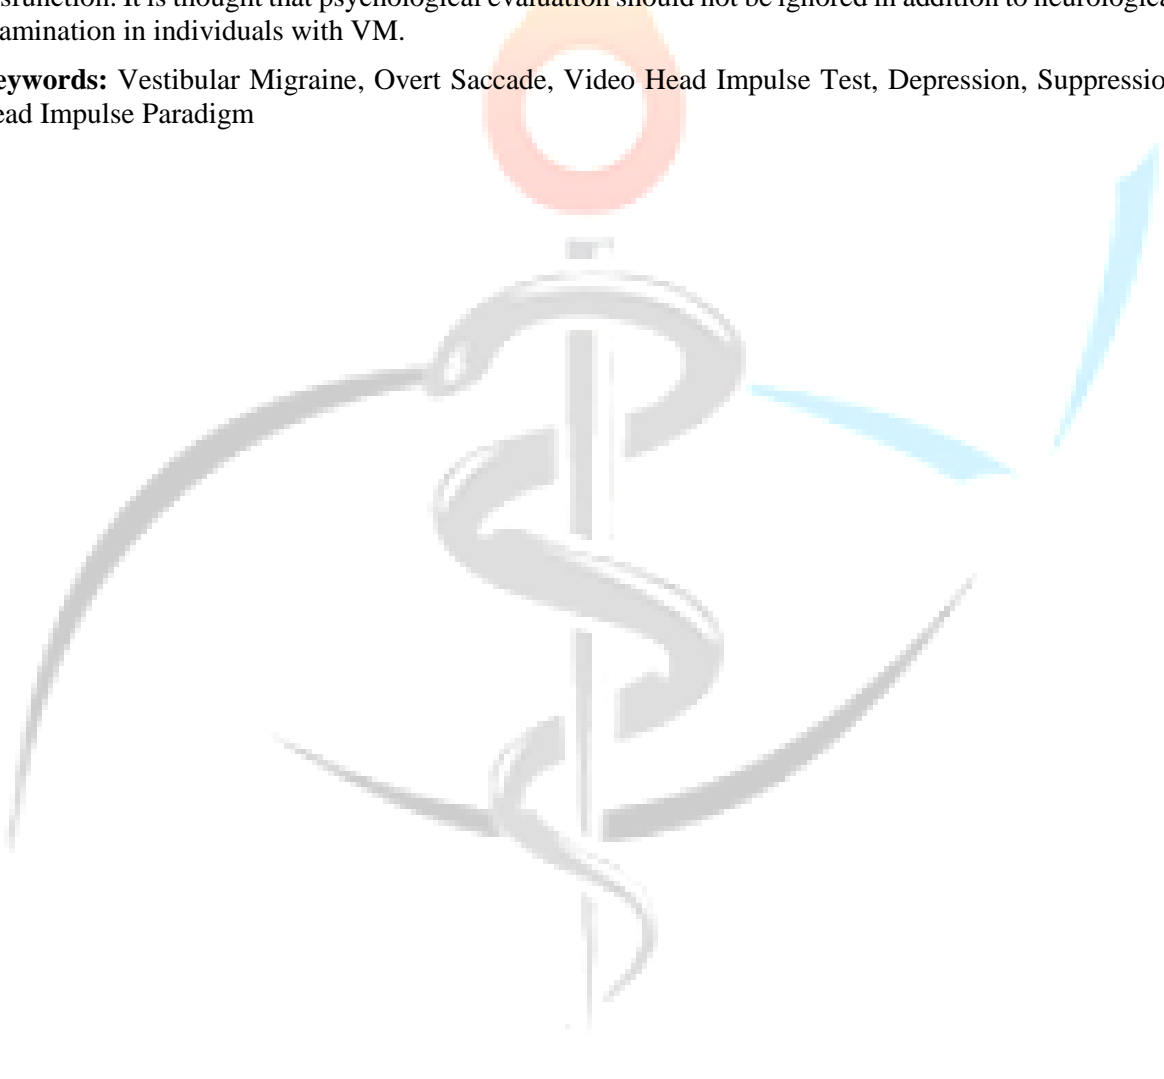 sfunction. It is thought that psychological evaluation should not be ignored in addition to neurologica
amination in individuals with VM.
eywords: Vestibular Migraine, Overt Saccade, Video Head Impulse Test, Depression, Suppressio
ead Impulse Paradigm